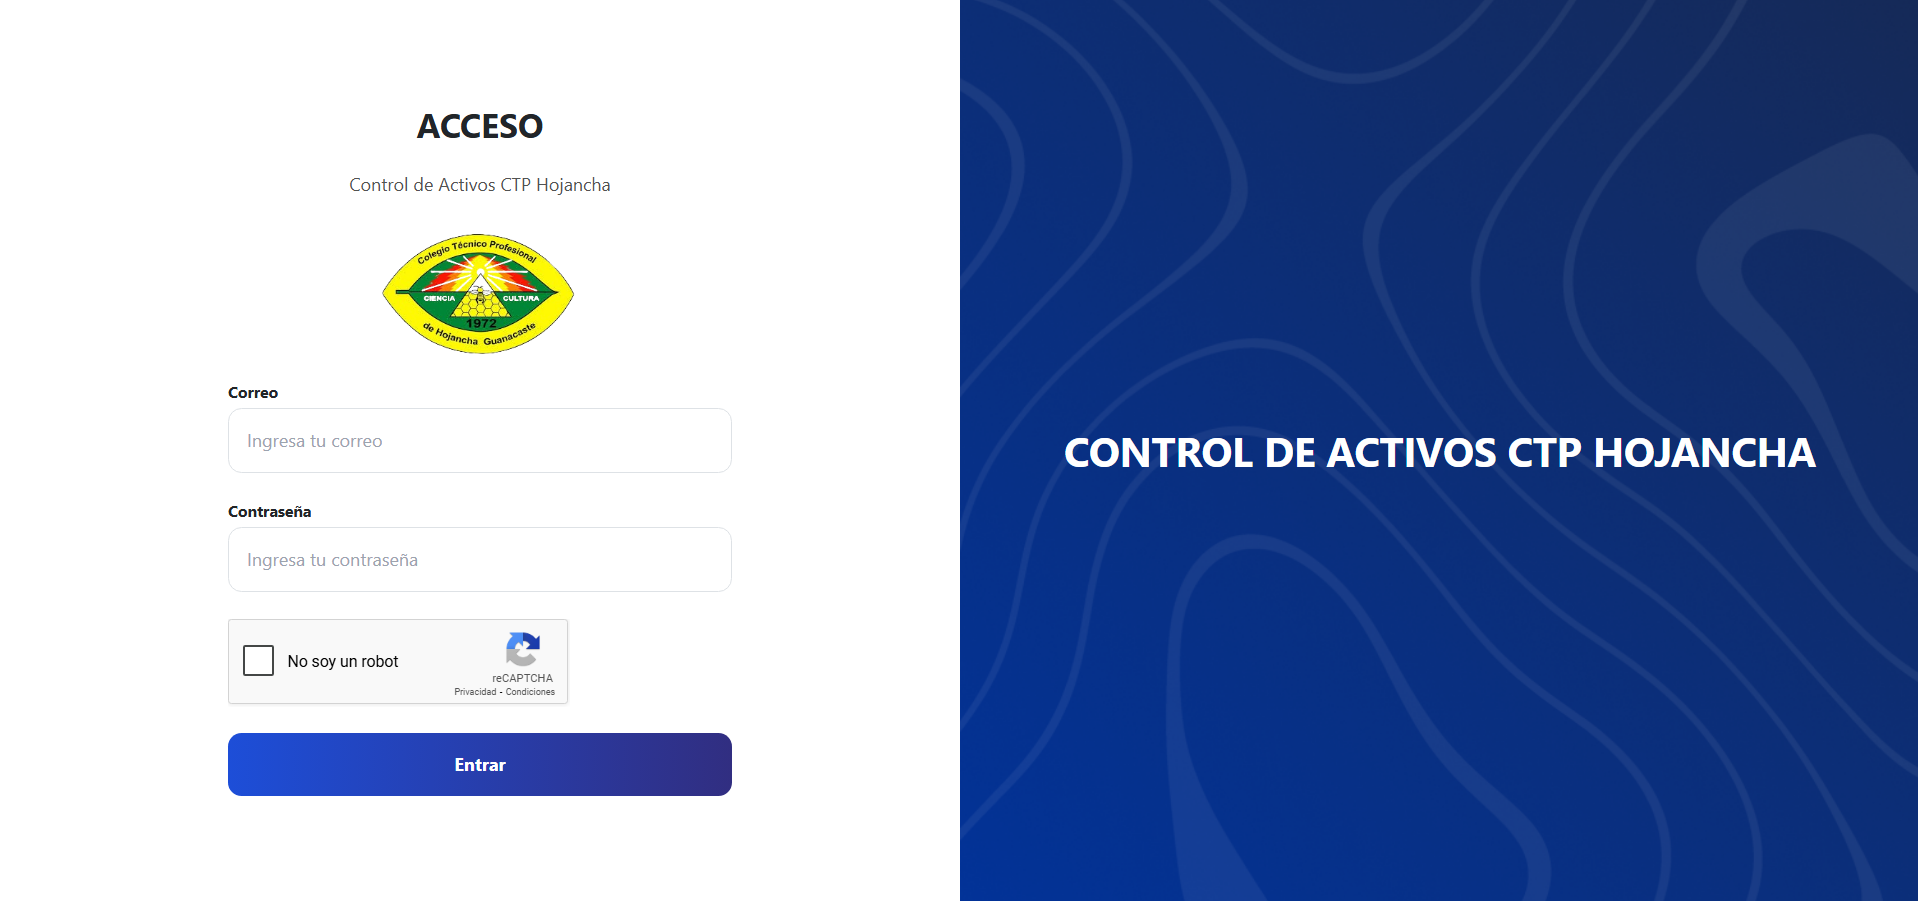 ACCESO
Control de Activos CTP Hojancha
Colegio Técnico Profesional
CIENCIA CULTURA
1972
de Hojancha Guanacaste
Correo
Ingresa tu correo
Contraseña
Ingresa tu contraseña
No soy un robot
reCAPTCHA
Privacidad - Condiciones
Entrar
CONTROL DE ACTIVOS CTP HOJANCHA